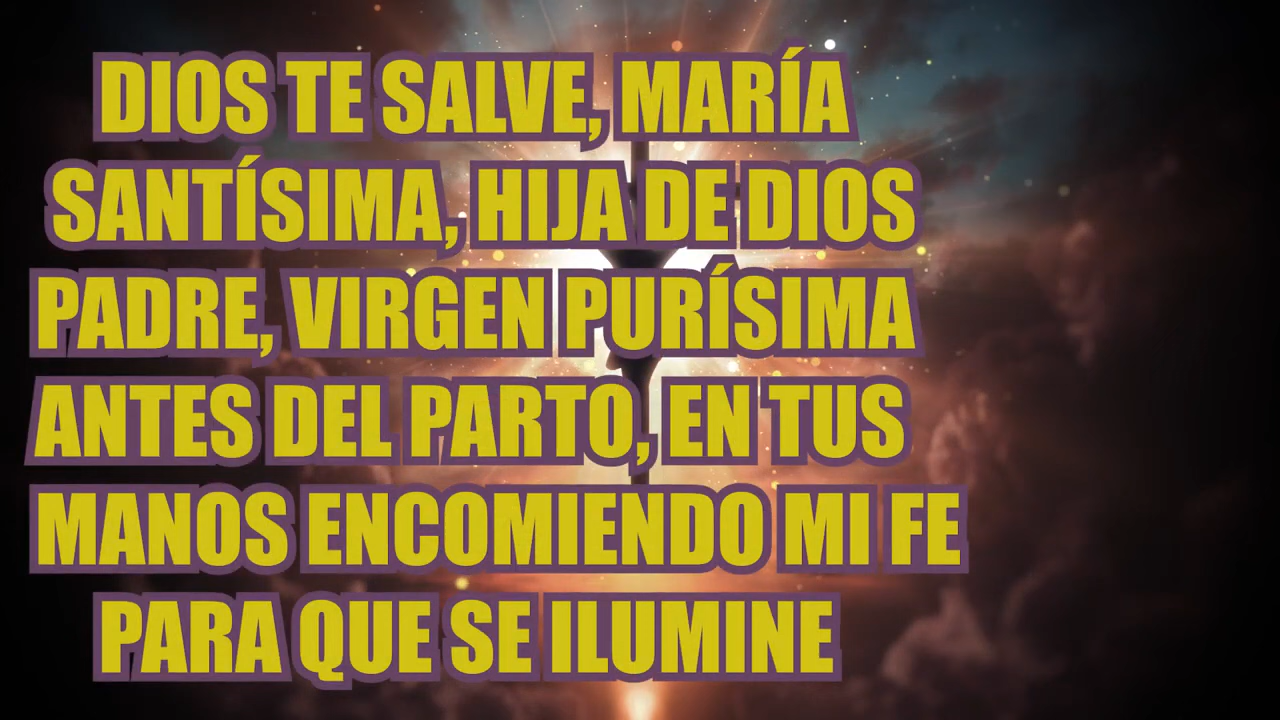 DIOS TE SALVE, MARÍA
SANTÍSIMA, HIJA DE DIOS
PADRE, VIRGEN PURÍSIMA
ANTES DEL PARTO, EN TUS
MANOS ENCOMIENDO MI FE
PARA QUE SE ILUMINE